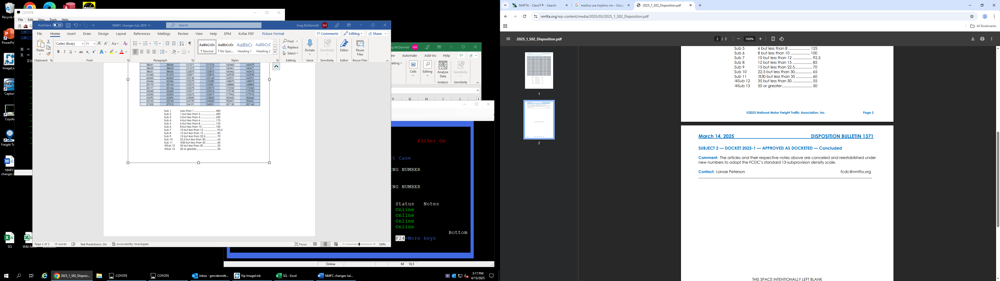 COYOTE
File Edit View Tools Help
AutoSave Off
NMFC changes July 2025
Search
Greg McDermitt GM
File Home Insert Draw Design Layout References Mailings Review View Help EPM Kofax PDF Picture Format
Comments Editing Share
Calibri (Body) 11
Paste
AaBbCcDc AaBbCcDc AaBbCc AaBbCcC
¶ Normal ¶ No Spac... Heading 1 Heading 2
Find
Replace
Select
Dictate Sensitivity Editor Reuse Files
Clipboard Font Paragraph Styles Editing Voice Sensitivity Editor Reuse Files
38641 38646 121271 121276 160460 160470
38650 38655 121272 121277 160461 160471
38651 38656 122870 122875 160462 160472
41660 41670 122871 122876 162920 162930
42445 42455 123150 123160 162921 162931
42446 42456 123270 123280 168870 168875
50170 50165 123272 123281 168880 168885
50171 50166 123570 123575 172350 172360
52640 52650 123571 123576 175740 175750
53390 53395 123572 123577 177905 177910
53392 53396 123820 123830 183450 183460
55742 55745 124190 124200 183451 183461
57300 57310 124191 124201 187130 187140
Sub 1 Less than 1 ............................ 400
Sub 2 1 but less than 2 .................... 300
Sub 3 2 but less than 4 .................... 250
Sub 4 4 but less than 6 .................... 175
Sub 5 6 but less than 8 .................... 125
Sub 6 8 but less than 10 .................. 100
Sub 7 10 but less than 12 ................. 92.5
Sub 8 12 but less than 15 ................. 85
Sub 9 15 but less than 22.5............... 70
Sub 10 22.5 but less than 30............... 65
Sub 11 ⇉30 but less than 35 .............. 60
⇉Sub 12 35 but less than 50 ................. 55
⇉Sub 13 50 or greater........................... 50
Page 2 of 2 15 words Text Predictions: On Accessibility: Investigate Focus 100%
McDermitt GM
Automate Add-ins Help
Cells Editing Analyze Data Sensitivity
Analysis Sensitivity
F G H I J
Filter On
Case
NUMBER
NUMBER
Status Notes
Online
Online
Online
Online
Bottom
F24=More keys
Online M 16,5
Recycle
PowerPo
ImageLin
Captur
Coyot
Freight Tr
NMFC
changes J
SQ
2025_1_S02_Disposi... COYOTE COYOTE Inbox - gmcdermitt... Vip ImageLink SQ - Excel NMFC changes Jul...
3:17 PM
4/15/2025
NMFTA - ClassIT® - Search
medica usa hopkins mn - Goog
2025_1_S02_Disposition.pdf
nmfta.org/wp-content/media/2025/03/2025_1_S02_Disposition.pdf
All Bookmarks
2025_1_S02_Disposition.pdf 2 / 2 100%
1
2
Sub 5 6 but less than 8 .................... 125
Sub 6 8 but less than 10 .................. 100
Sub 7 10 but less than 12 ................. 92.5
Sub 8 12 but less than 15 ................. 85
Sub 9 15 but less than 22.5............... 70
Sub 10 22.5 but less than 30............... 65
Sub 11 ⇉30 but less than 35 .............. 60
⇉Sub 12 35 but less than 50 ................. 55
⇉Sub 13 50 or greater........................... 50
©2025 National Motor Freight Traffic Association, Inc. Page 3
March 14, 2025 DISPOSITION BULLETIN 1371
SUBJECT 2 — DOCKET 2025-1 — APPROVED AS DOCKETED — Concluded
Comment: The articles and their respective notes above are canceled and reestablished under
new numbers to adopt the FCDC's standard 13-subprovision density scale.
Contact: Lanae Peterson fcdc@nmfta.org
THIS SPACE INTENTIONALLY LEFT BLANK